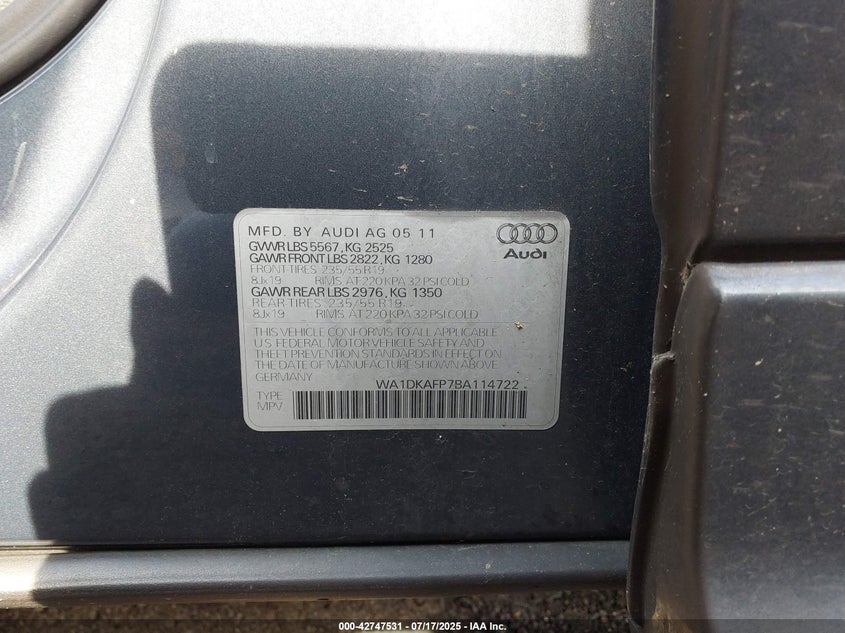 MFD. BY AUDI AG 05 11
GVWR LBS 5567, KG 2525
GAWR FRONT LBS 2822, KG 1280
FRONT TIRES 235/55 R19
8Jx19 RIMS AT 220 KPA 32 PSI COLD
GAWR REAR LBS 2976, KG 1350
REAR TIRES 235/55 R19
8Jx19 RIMS AT 220 KPA 32 PSI COLD
Audi
THIS VEHICLE CONFORMS TO ALL APPLICABLE
U.S. FEDERAL MOTOR VEHICLE SAFETY AND
THEFT PREVENTION STANDARDS IN EFFECT ON
THE DATE OF MANUFACTURE SHOWN ABOVE
GERMANY
WA1DKAFP7BA114722
TYPE
MPV
000-42747531 - 07/17/2025 - IAA Inc.